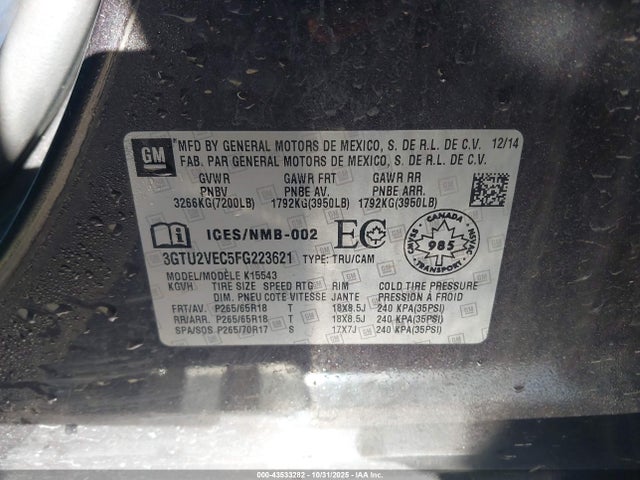 GM
*MFD BY GENERAL MOTORS DE MEXICO, S. DE R.L. DE C.V. 12/14
FAB. PAR GENERAL MOTORS DE MEXICO, S. DE R.L. DE C.V.
GVWR GAWR FRT GAWR RR
PNBV PNBE AV. PNBE ARR.
3266KG(7200LB) 1792KG(3950LB) 1792KG(3950LB)
ICES/NMB-002 EC
CANADA
CMVSS 985 NSVAC
TRANSPORT
3GTU2VEC5FG223621 TYPE: TRU/CAM
MODEL/MODELE K15543
KGVH TIRE SIZE SPEED RTG RIM COLD TIRE PRESSURE
DIM. PNEU COTE VITESSE JANTE PRESSION À FROID
FRT/AV. P265/65R18 T 18X8.5J 240 KPA(35PSI)
RR/ARR. P265/65R18 T 18X8.5J 240 KPA(35PSI)
SPA/SOS P265/70R17 S 17X7J 240 KPA(35PSI)
000-43533282 - 10/31/2025 - IAA Holdings, LLC.